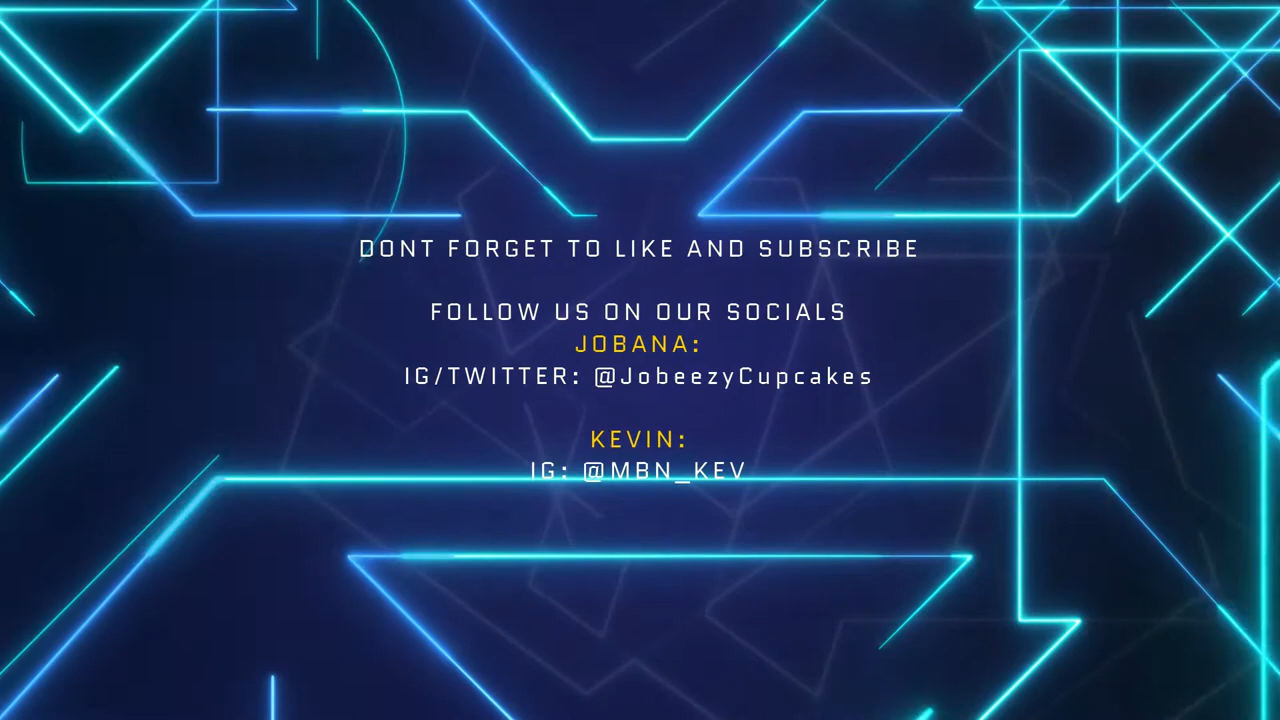 DONT FORGET TO LIKE AND SUBSCRIBE
FOLLOW US ON OUR SOCIALS
JOBANA:
IG/TWITTER: @JobeezyCupcakes
KEVIN:
IG: @MBN_KEV